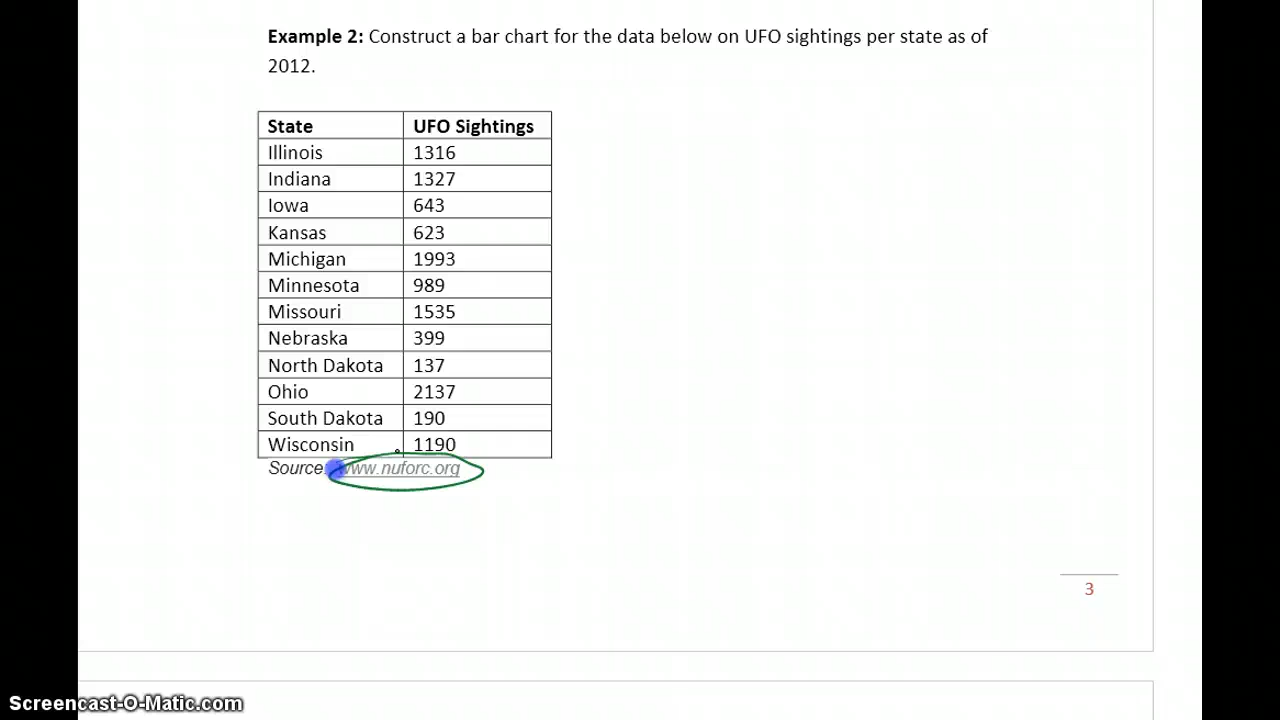 Example 2: Construct a bar chart for the data below on UFO sightings per state as of
2012.
State UFO Sightings
Illinois 1316
Indiana 1327
Iowa 643
Kansas 623
Michigan 1993
Minnesota 989
Missouri 1535
Nebraska 399
North Dakota 137
Ohio 2137
South Dakota 190
Wisconsin 1190
Source: www.nuforc.org
3
Screencast-O-Matic.com